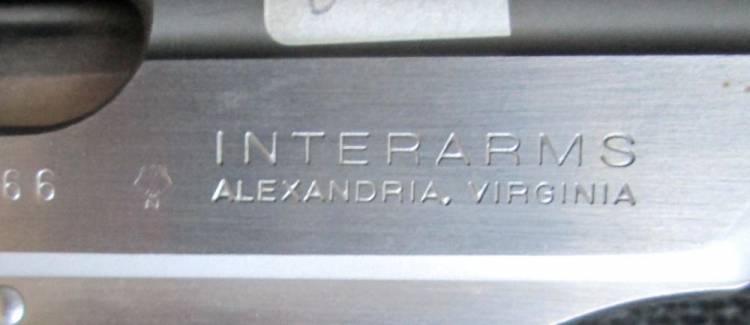 INTERARMS
66 N ALEXANDRIA, VIRGINIA